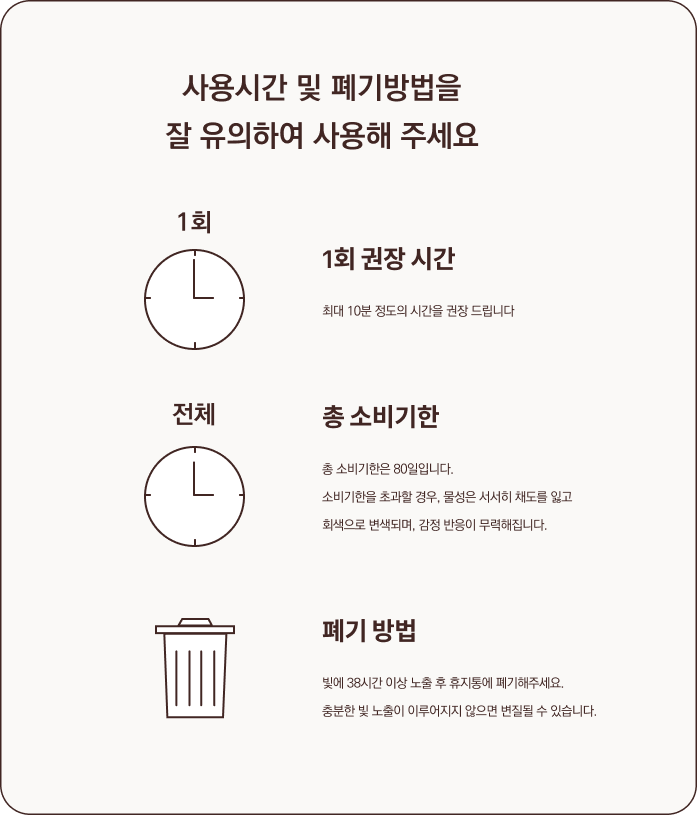 사용시간 및 폐기방법을
잘 유의하여 사용해 주세요
1회
1회 권장 시간
최대 10분 정도의 시간을 권장 드립니다
전체
총 소비기한
총 소비기한은 80일입니다.
소비기한을 초과할 경우, 물성은 서서히 채도를 잃고
회색으로 변색되며, 감정 반응이 무력해집니다.
폐기 방법
빛에 38시간 이상 노출 후 휴지통에 폐기해주세요.
충분한 빛 노출이 이루어지지 않으면 변질될 수 있습니다.